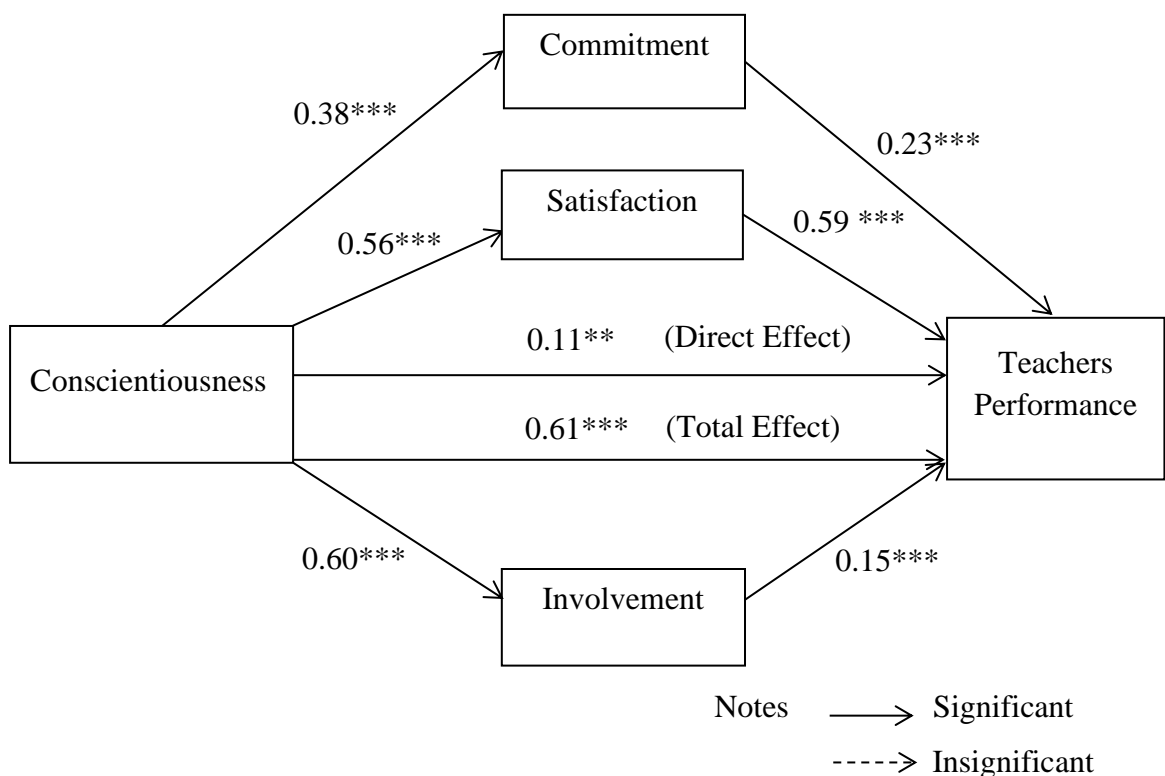 Commitment
0.38***
0.23***
Satisfaction
0.59 ***
0.56***
0.11** (Direct Effect)
Conscientiousness
Teachers
Performance
0.61*** (Total Effect)
0.60***
0.15***
Involvement
Notes
Significant
Insignificant